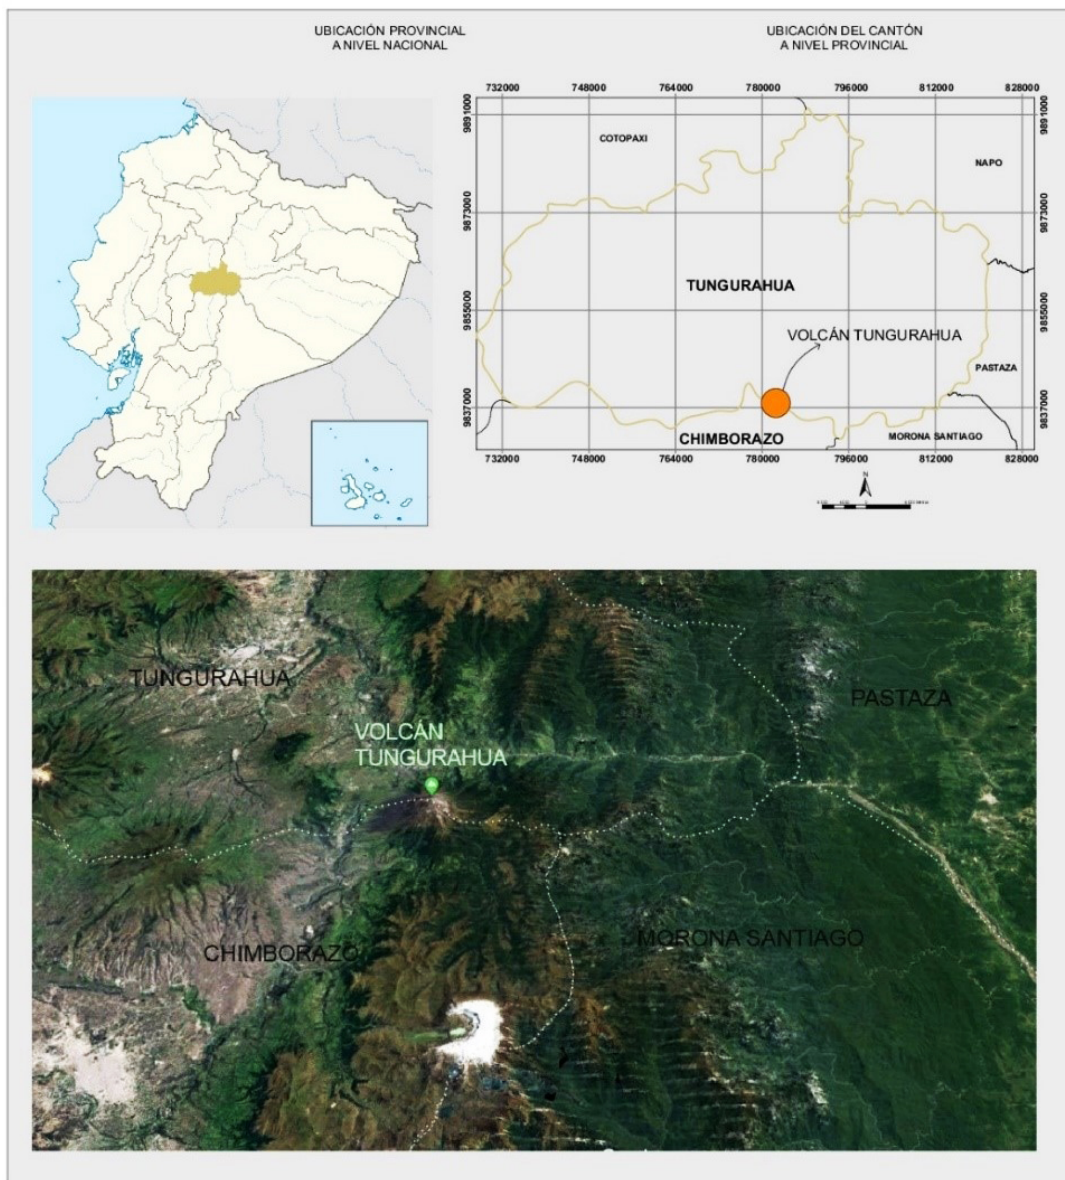 UBICACIÓN PROVINCIAL
A NIVEL NACIONAL
UBICACIÓN DEL CANTÓN
A NIVEL PROVINCIAL
732000 748000 764000 780000 796000 812000 828000
9891000 9891000
COTOPAXI
NAPO
9873000 9873000
TUNGURAHUA
9855000 9855000
VOLCÁN TUNGURAHUA
PASTAZA
9837000 9837000
CHIMBORAZO
MORONA SANTIAGO
732000 748000 764000 780000 796000 812000 828000
N
TUNGURAHUA
PASTAZA
VOLCÁN
TUNGURAHUA
CHIMBORAZO
MORONA SANTIAGO